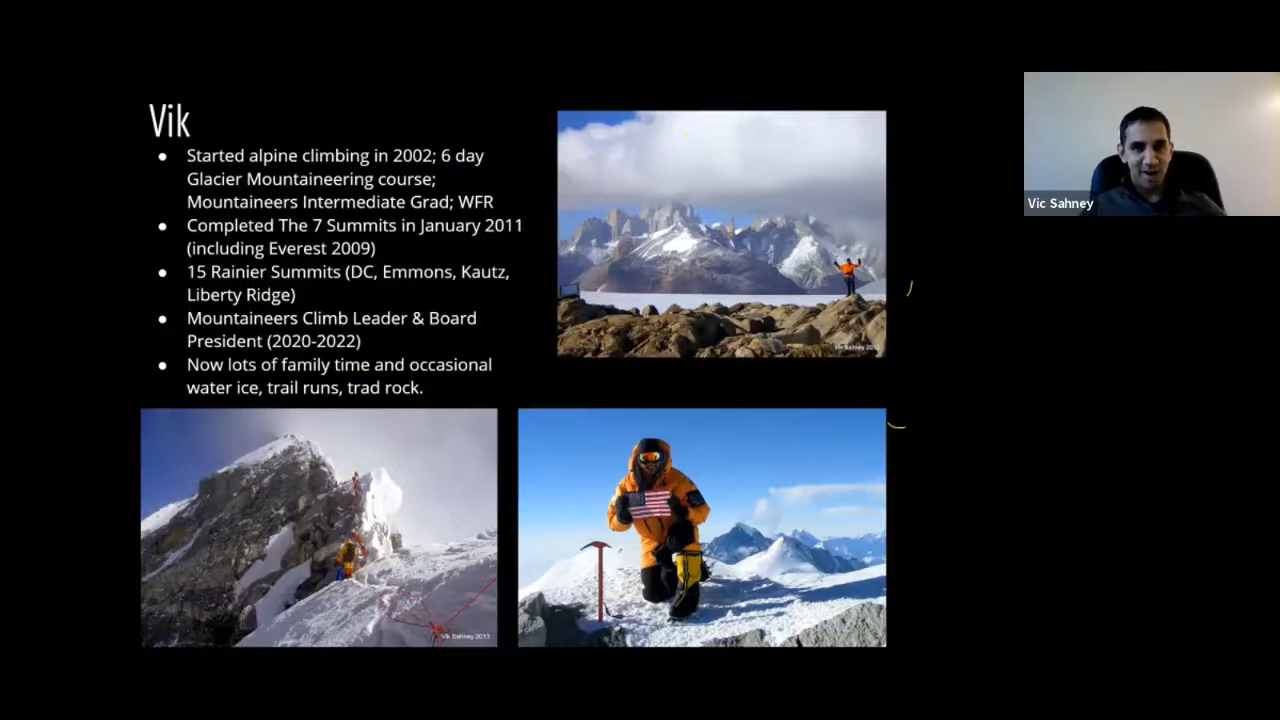 Vik
● Started alpine climbing in 2002; 6 day
Glacier Mountaineering course;
Mountaineers Intermediate Grad; WFR
● Completed The 7 Summits in January 2011
(including Everest 2009)
● 15 Rainier Summits (DC, Emmons, Kautz,
Liberty Ridge)
● Mountaineers Climb Leader & Board
President (2020-2022)
● Now lots of family time and occasional
water ice, trail runs, trad rock.
Vic Sahney
Vik Sahney
Vik Sahney 2013